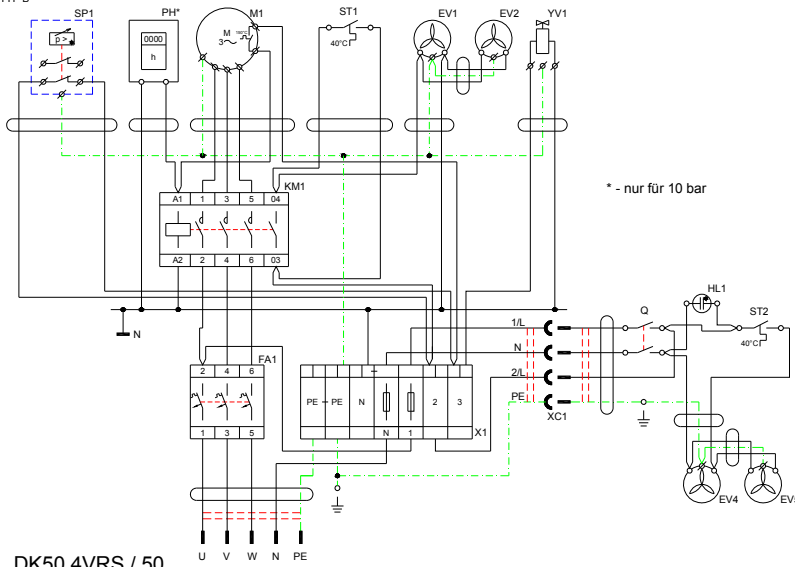 SP1 PH* M1 ST1 EV1 EV2 YV1
p >
0000
h
M
3~
160°C
40°C
* - nur für 10 bar
KM1
A1 1 3 5 04
A2 2 4 6 03
N
HL1
Q
ST2
40°C
1/L
N
2/L
PE
XC1
FA1
2 4 6
1 3 5
PE PE N 2 3
N 1
X1
EV4
U V W N PE
DK50 4VRS / 50